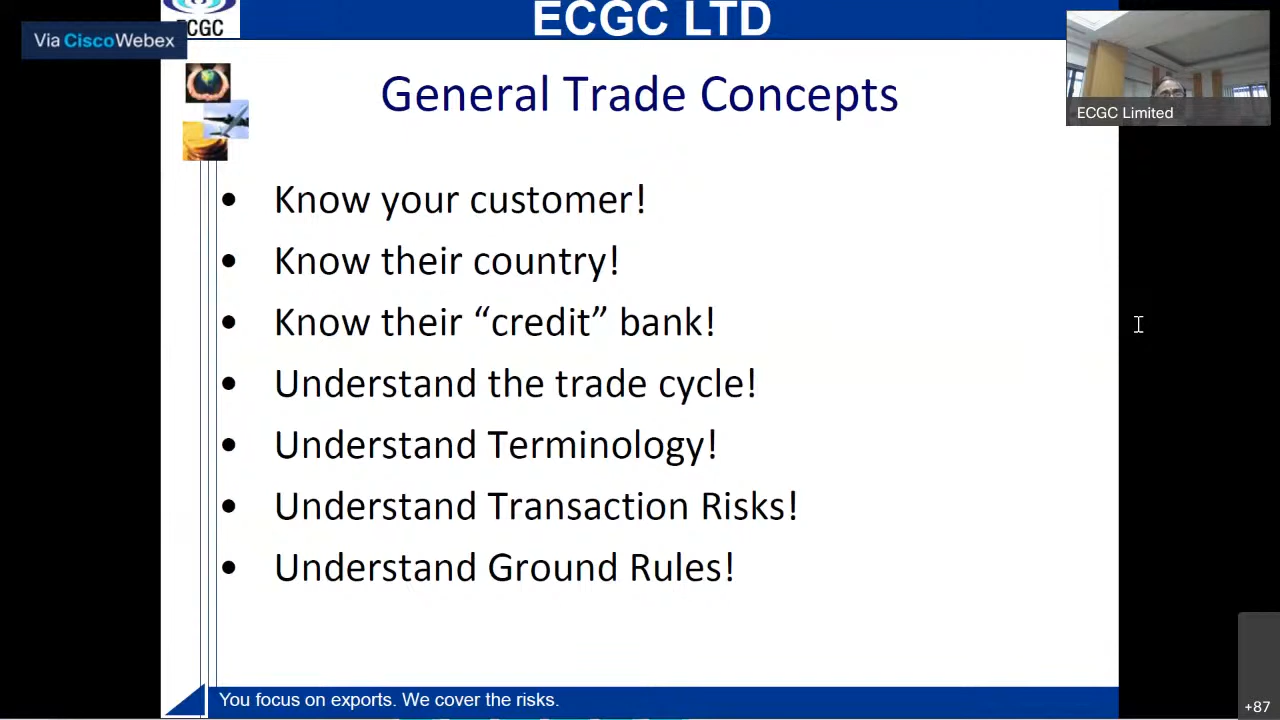 ECGC LTD
ECGC
Via CiscoWebex
General Trade Concepts
ECGC Limited
• Know your customer!
• Know their country!
• Know their “credit” bank!
• Understand the trade cycle!
• Understand Terminology!
• Understand Transaction Risks!
• Understand Ground Rules!
You focus on exports. We cover the risks.
+87